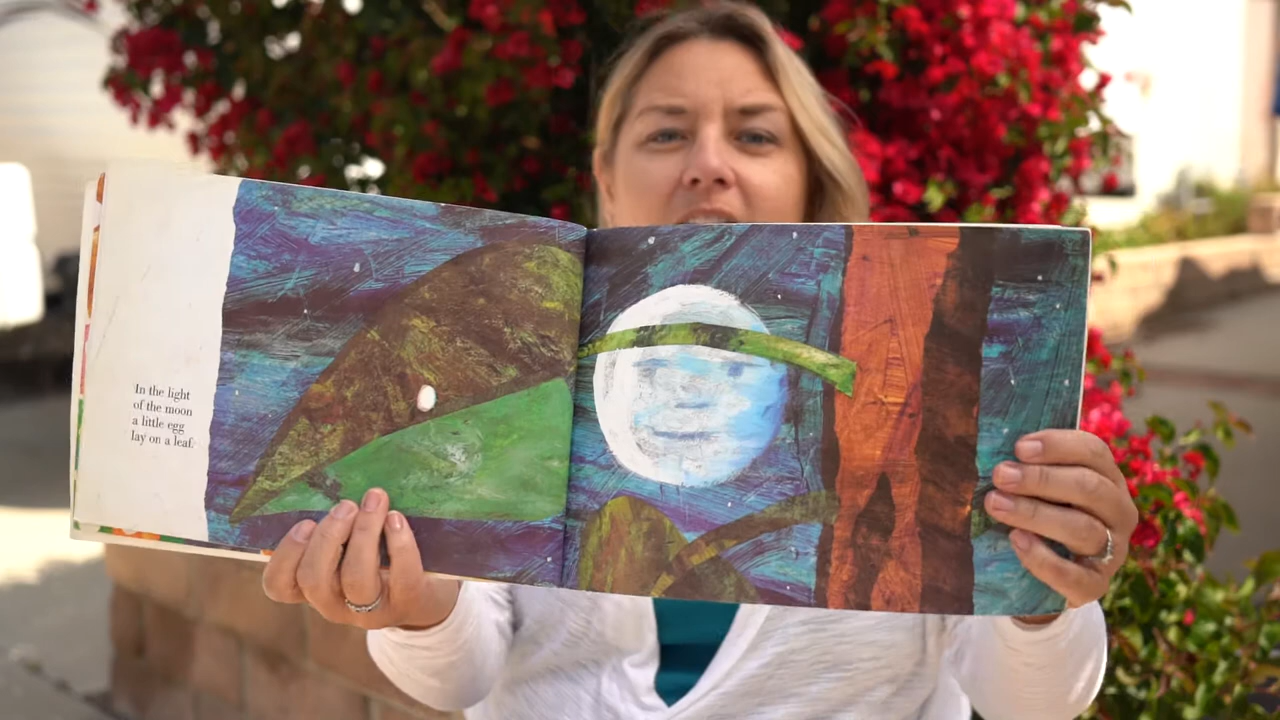 In the light
of the moon
a little egg
lay on a leaf.